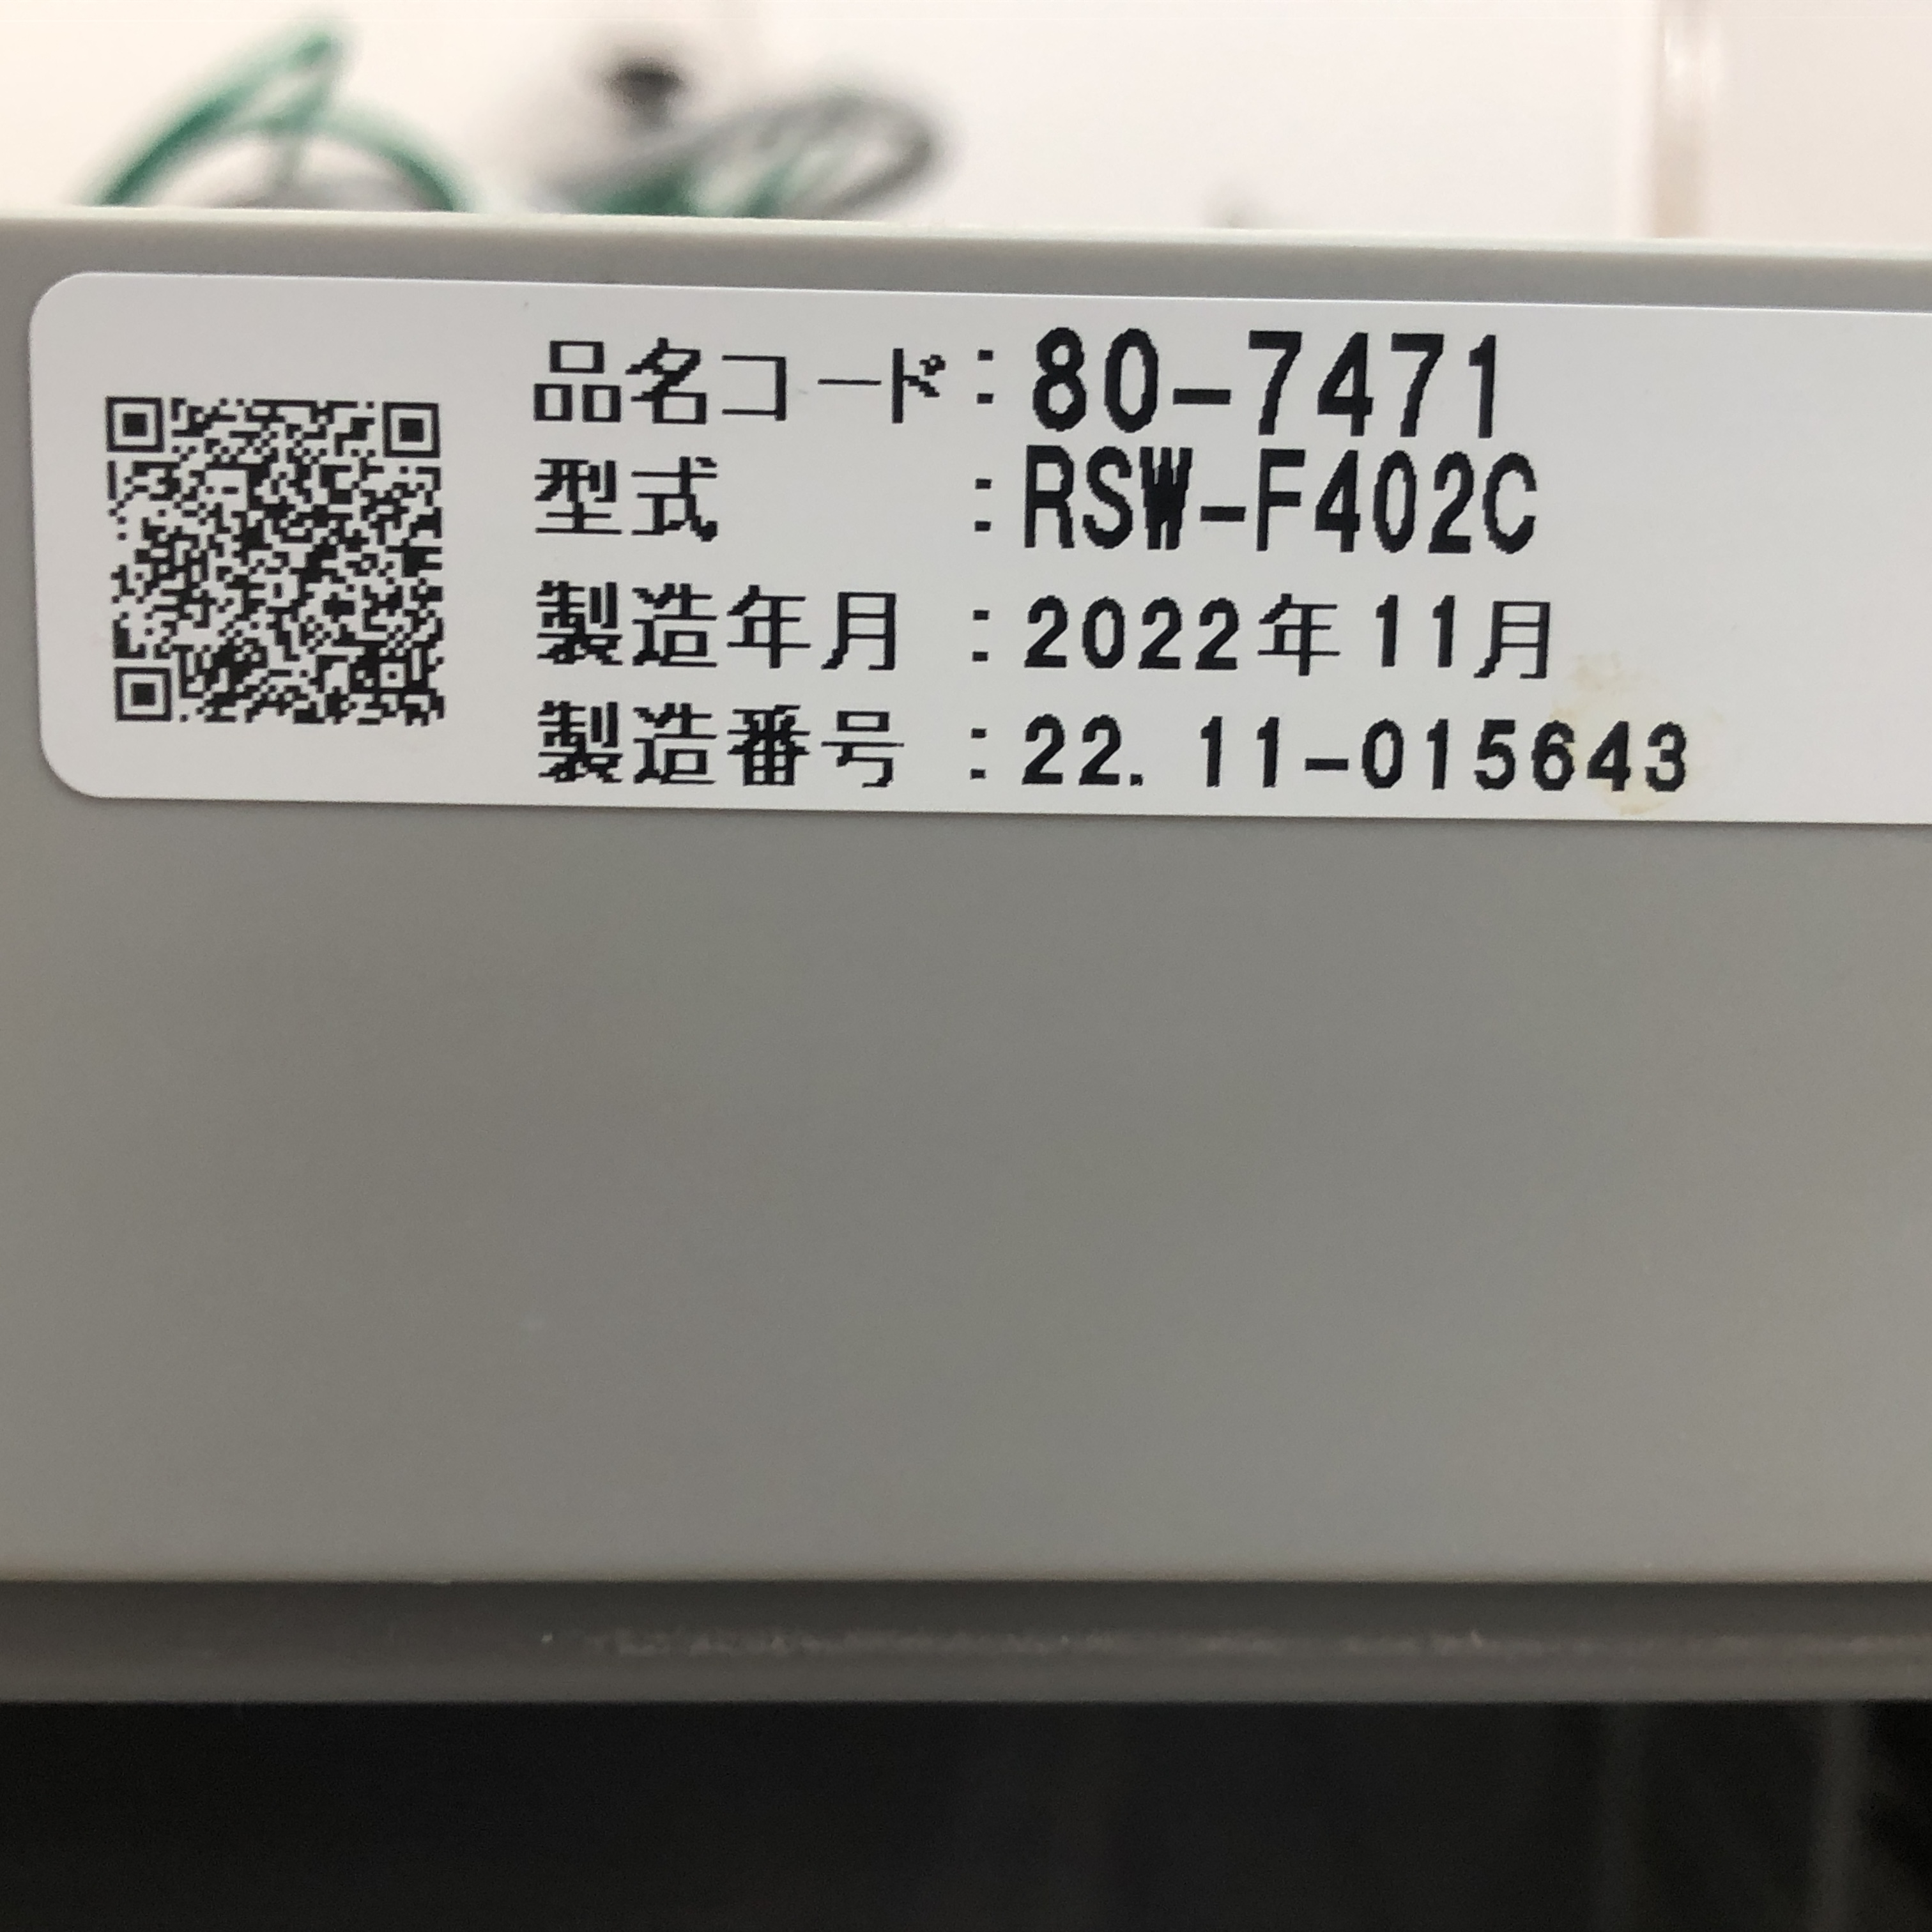 品名コード：80-7471
型式：RSW-F402C
製造年月：2022年11月
製造番号：22.11-015643